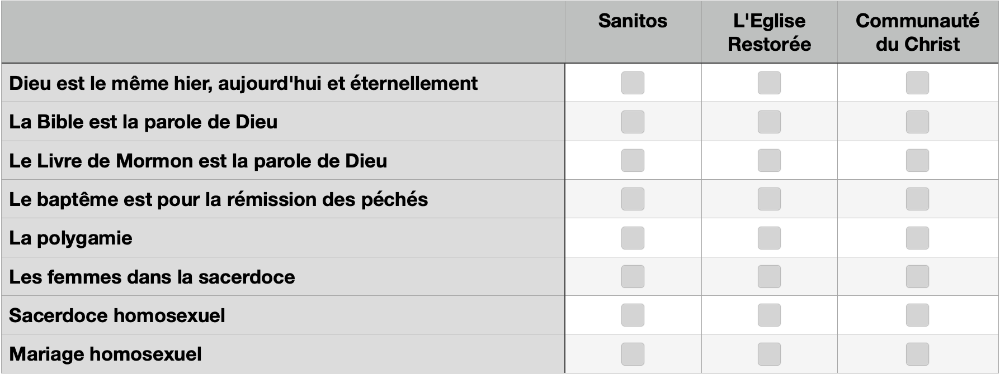 Sanitos
L'Eglise
Restorée
Communauté
du Christ
Dieu est le même hier, aujourd'hui et éternellement
La Bible est la parole de Dieu
Le Livre de Mormon est la parole de Dieu
Le baptême est pour la rémission des péchés
La polygamie
Les femmes dans la sacerdoce
Sacerdoce homosexuel
Mariage homosexuel